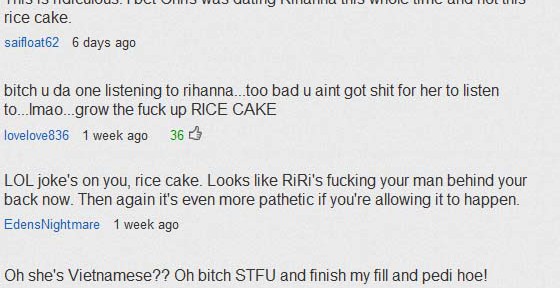 This is ridiculous. I bet Chris was dating Rihanna this whole time and not this
rice cake.
saifloat62 6 days ago
bitch u da one listening to rihanna...too bad u aint got shit for her to listen
to...lmao...grow the fuck up RICE CAKE
lovelove836 1 week ago 36
LOL joke's on you, rice cake. Looks like RiRi's fucking your man behind your
back now. Then again it's even more pathetic if you're allowing it to happen.
EdensNightmare 1 week ago
Oh she's Vietnamese?? Oh bitch STFU and finish my fill and pedi hoe!